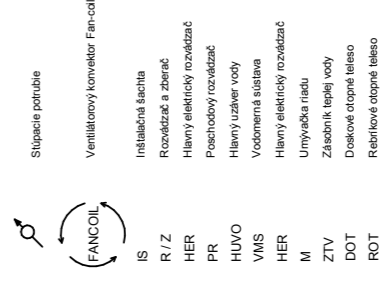 Stúpacie potrubie
FANCOIL Ventilátorový konvektor Fan-coil
IS Inštalačná šachta
R / Z Rozvádzač a zberač
HER Hlavný elektrický rozvádzač
PR Poschodový rozvádzač
HUVO Hlavný uzáver vody
VMS Vodomerná sústava
HER Hlavný elektrický rozvádzač
M Umývačka riadu
ZTV Zásobník teplej vody
DOT Doskové otopné teleso
ROT Rebríkové otopné teleso